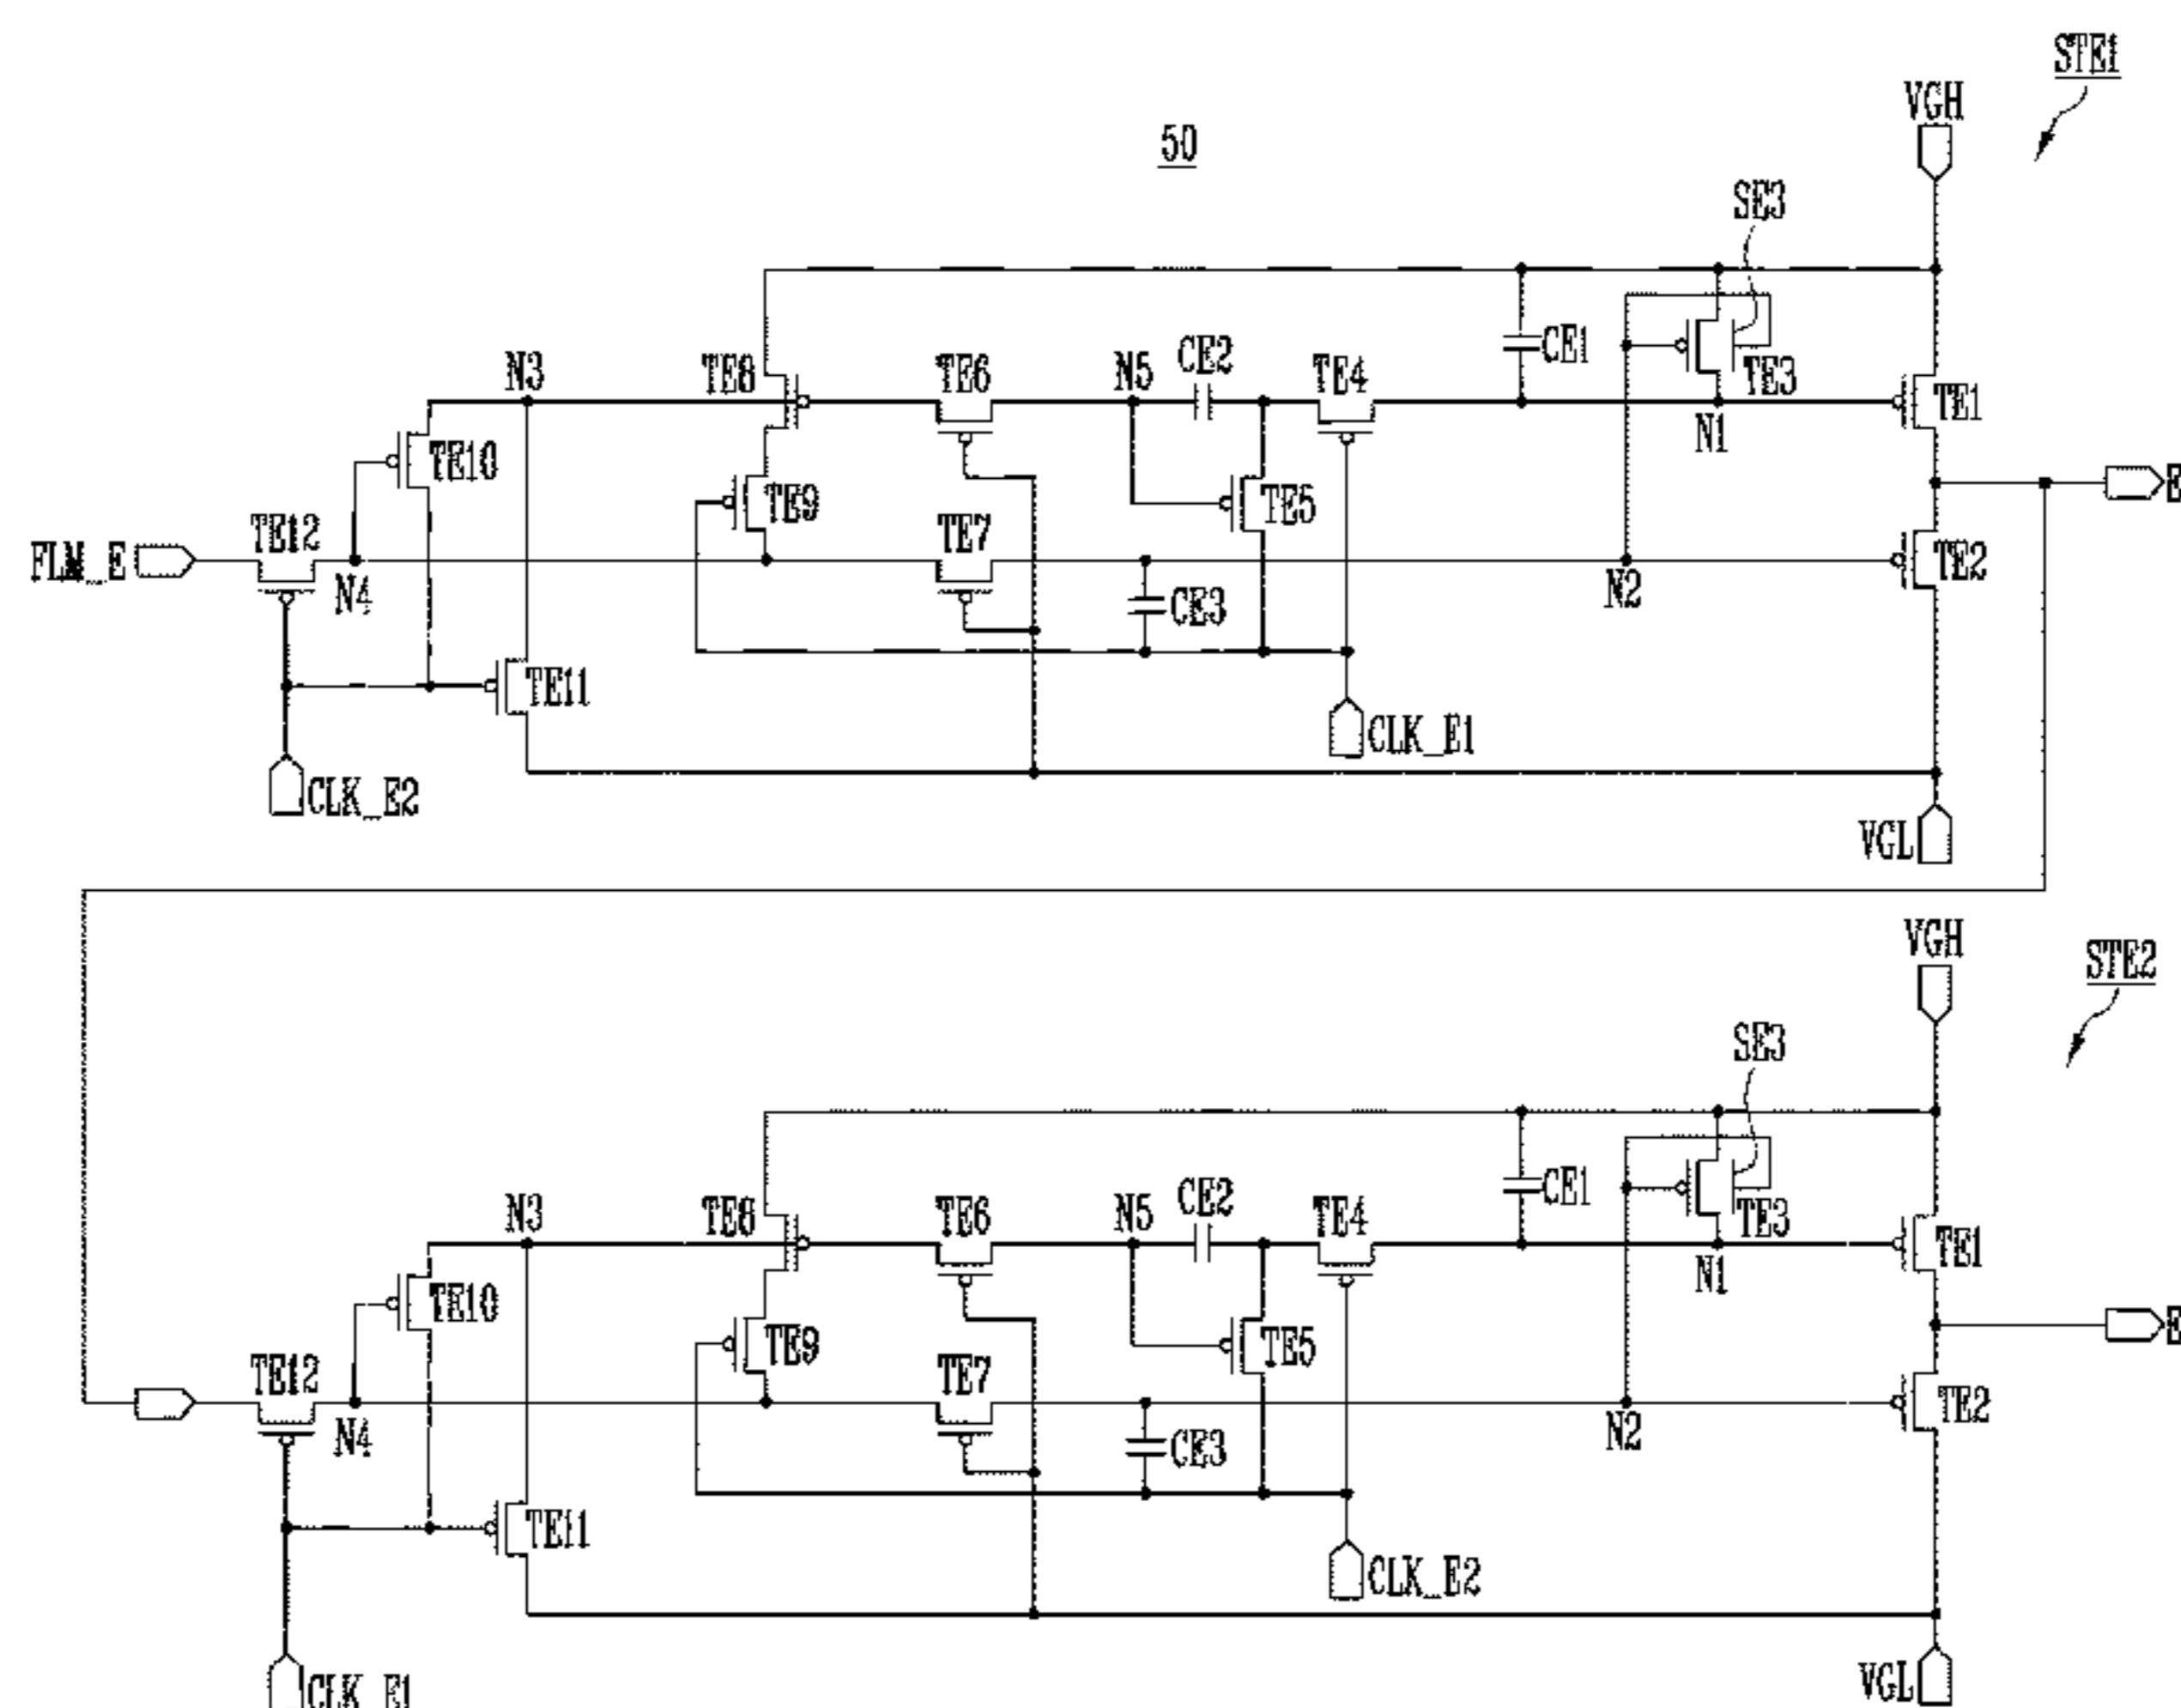 STE1
VGH
50
SE3
N3
TE8
TE6
N5
CE2
TE4
CE1
TE3
TE1
N1
TE10
TE9
TE5
E
TE12
TE7
TE2
FLM_E
N4
CE3
N2
TE11
CLK_E1
CLK_E2
VGL
VGH
STE2
SE3
N3
TE8
TE6
N5
CE2
TE4
CE1
TE3
TE1
N1
TE10
TE9
TE5
E
TE12
TE7
TE2
N4
CE3
N2
TE11
CLK_E2
CLK_E1
VGL